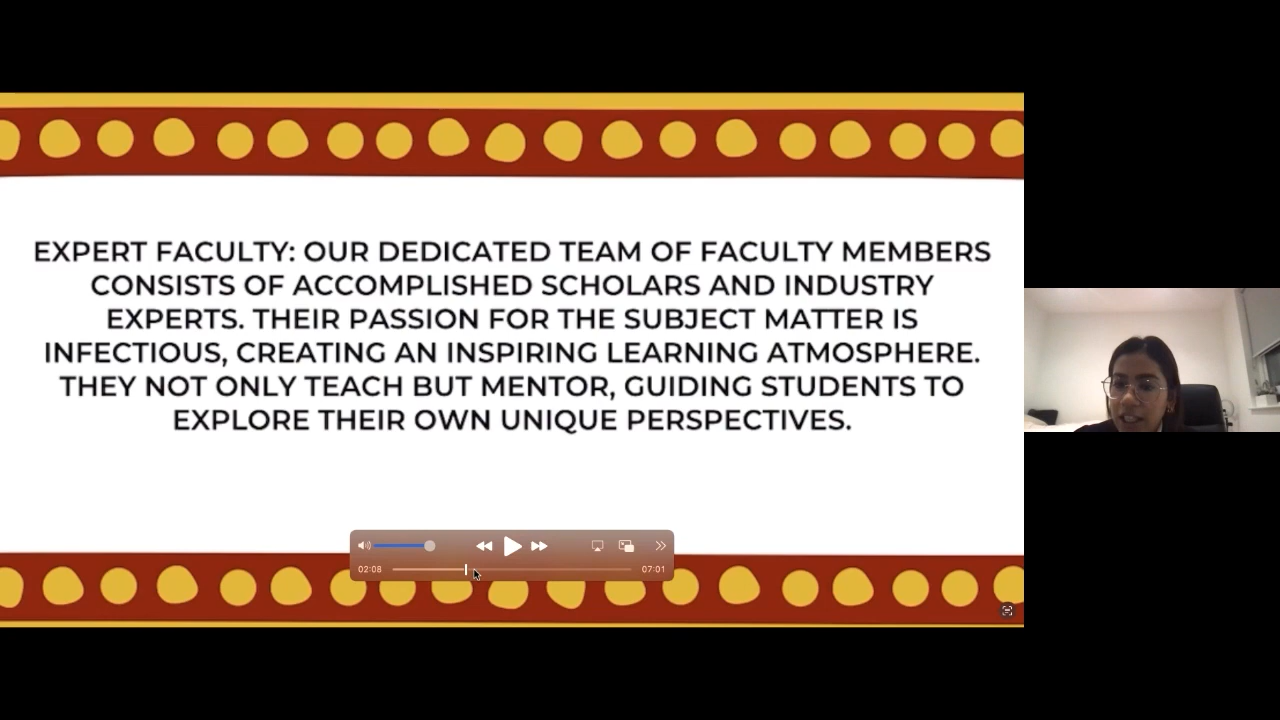 EXPERT FACULTY: OUR DEDICATED TEAM OF FACULTY MEMBERS
CONSISTS OF ACCOMPLISHED SCHOLARS AND INDUSTRY
EXPERTS. THEIR PASSION FOR THE SUBJECT MATTER IS
INFECTIOUS, CREATING AN INSPIRING LEARNING ATMOSPHERE.
THEY NOT ONLY TEACH BUT MENTOR, GUIDING STUDENTS TO
EXPLORE THEIR OWN UNIQUE PERSPECTIVES.
02:08 07:01